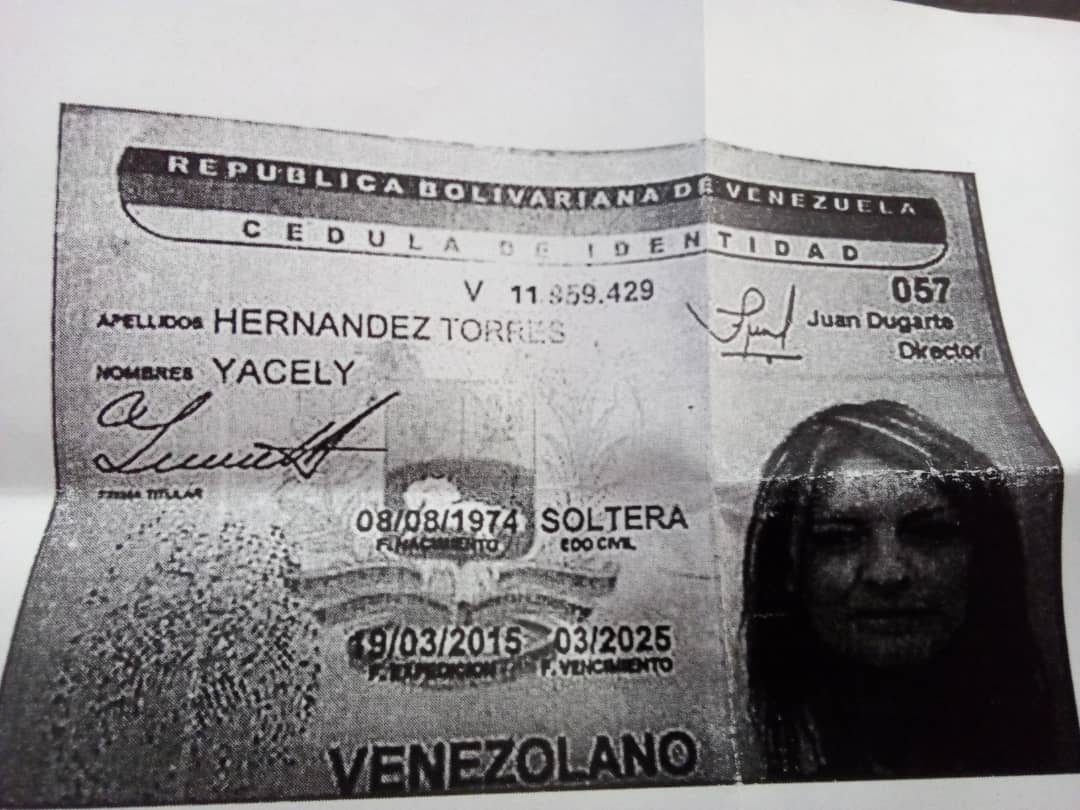 REPUBLICA BOLIVARIANA DE VENEZUELA
CEDULA DE IDENTIDAD
V 11.959.429
057
Juan Dugarte
Director
APELLIDOS HERNANDEZ TORRES
NOMBRES YACELY
FIRMA TITULAR
08/08/1974 SOLTERA
F. NACIMIENTO EDO CIVIL
19/03/2015 03/2025
F. EXPEDICION F. VENCIMIENTO
VENEZOLANO